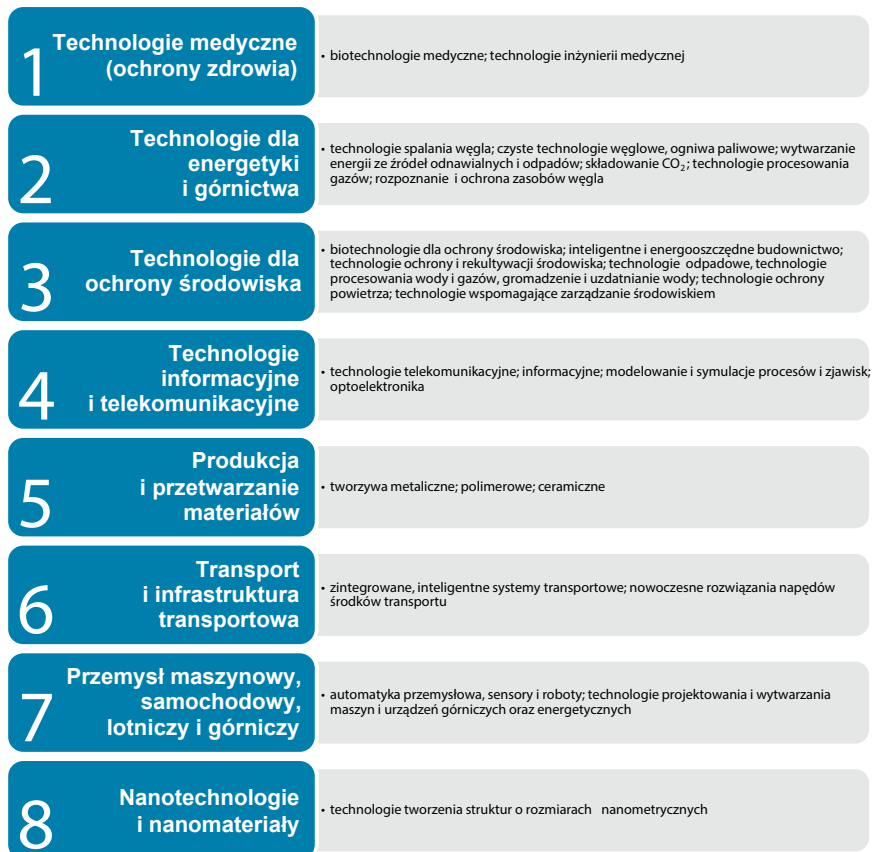 1
Technologie medyczne
(ochrony zdrowia)
• biotechnologie medyczne; technologie inżynierii medycznej
2
Technologie dla
energetyki
i górnictwa
• technologie spalania węgla; czyste technologie węglowe, ogniwa paliwowe; wytwarzanie
energii ze źródeł odnawialnych i odpadów; składowanie CO₂; technologie procesowania
gazów; rozpoznanie i ochrona zasobów węgla
3
Technologie dla
ochrony środowiska
• biotechnologie dla ochrony środowiska; inteligentne i energooszczędne budownictwo;
technologie ochrony i rekultywacji środowiska; technologie odpadowe, technologie
procesowania wody i gazów, gromadzenie i uzdatnianie wody; technologie ochrony
powietrza; technologie wspomagające zarządzanie środowiskiem
4
Technologie
informacyjne
i telekomunikacyjne
• technologie telekomunikacyjne; informacyjne; modelowanie i symulacje procesów i zjawisk;
optoelektronika
5
Produkcja
i przetwarzanie
materiałów
• tworzywa metaliczne; polimerowe; ceramiczne
6
Transport
i infrastruktura
transportowa
• zintegrowane, inteligentne systemy transportowe; nowoczesne rozwiązania napędów
środków transportu
7
Przemysł maszynowy,
samochodowy,
lotniczy i górniczy
• automatyka przemysłowa, sensory i roboty; technologie projektowania i wytwarzania
maszyn i urządzeń górniczych oraz energetycznych
8
Nanotechnologie
i nanomateriały
• technologie tworzenia struktur o rozmiarach nanometrycznych